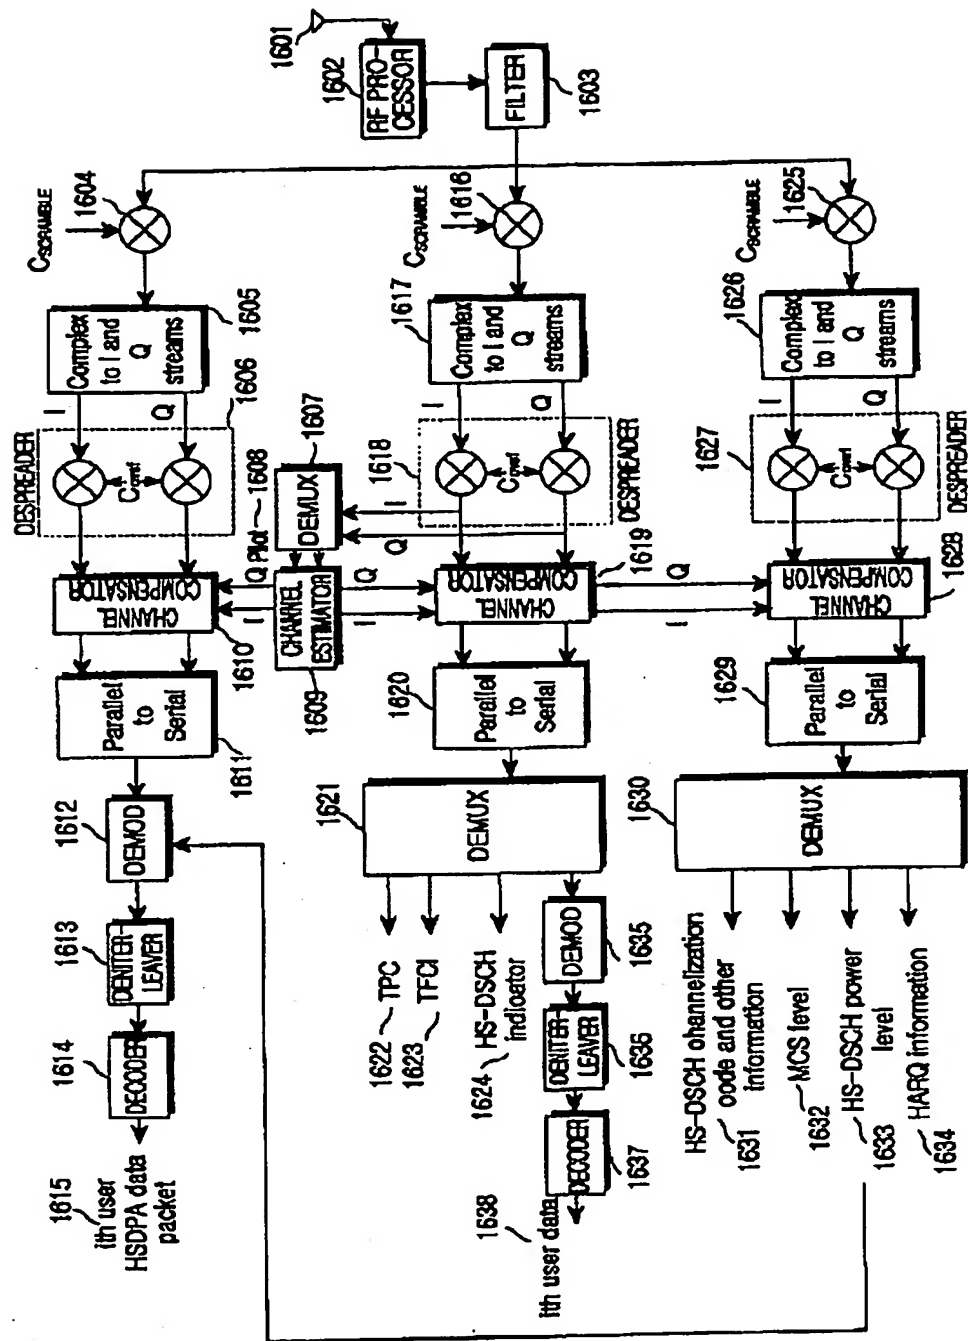 1601
1602
RF PRO-
CESSOR
FILTER
1603
CSCRAMBLE
1604
Complex
to I and
Q
streams
1605
I
Q
1606
DESPREADER
Covsf
CHANNEL
COMPENSATOR
1610
Parallel
to
Serial
1611
1612
DEMOD
1613
DENITER-
LEAVER
1614
DECODER
1615
ith user
HSDPA data
packet
1607
DEMUX
Pilot
1608
CHANNEL
ESTIMATOR
1609
I
Q
I
Q
I
Q
CSCRAMBLE
1616
1617
Complex
to I and
Q
streams
I
Q
1618
Covsf
DESPREADER
CHANNEL
COMPENSATOR
1619
1620
Parallel
to
Serial
1621
DEMUX
1622
TPC
1623
TFCI
1624
HS-DSCH
indicator
DEMOD
1635
DENITER-
LEAVER
1636
DECODER
1637
1638
ith user data
CSCRAMBLE
1625
1626
Complex
to I and
Q
streams
I
Q
1627
Covsf
DESPREADER
I
Q
CHANNEL
COMPENSATOR
1628
1629
Parallel
to
Serial
1630
DEMUX
HS-DSCH channelization
code and other
information
1631
MCS level
1632
HS-DSCH power
level
1633
HARQ information
1634